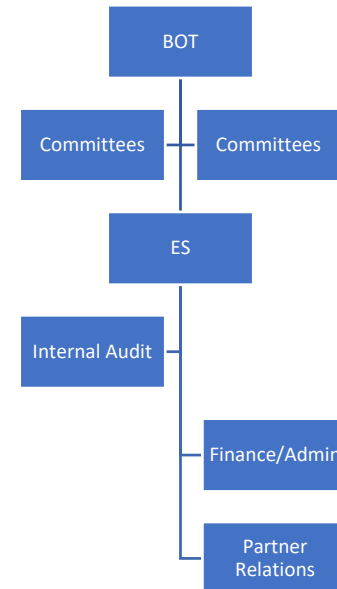 BOT
Committees
Committees
ES
Internal Audit
Finance/Admin
Partner
Relations